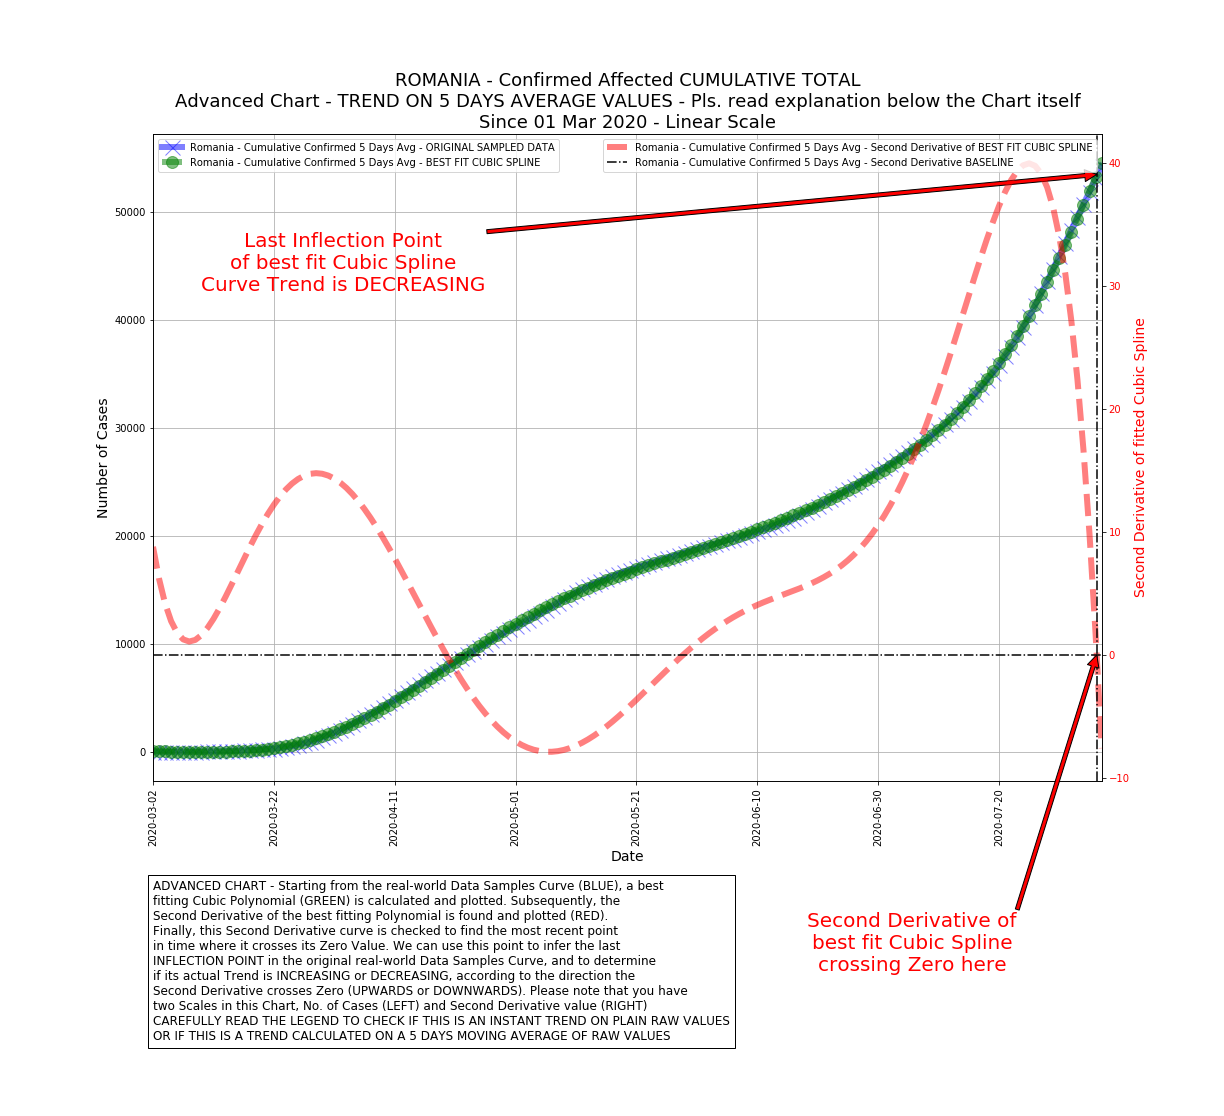 ROMANIA - Confirmed Affected CUMULATIVE TOTAL
Advanced Chart - TREND ON 5 DAYS AVERAGE VALUES - Pls. read explanation below the Chart itself
Since 01 Mar 2020 - Linear Scale
Romania - Cumulative Confirmed 5 Days Avg - ORIGINAL SAMPLED DATA
Romania - Cumulative Confirmed 5 Days Avg - BEST FIT CUBIC SPLINE
Romania - Cumulative Confirmed 5 Days Avg - Second Derivative of BEST FIT CUBIC SPLINE
Romania - Cumulative Confirmed 5 Days Avg - Second Derivative BASELINE
Last Inflection Point
of best fit Cubic Spline
Curve Trend is DECREASING
Number of Cases
50000
40000
30000
20000
10000
0
40
30
20
10
0
−10
Second Derivative of fitted Cubic Spline
2020-03-02
2020-03-22
2020-04-11
2020-05-01
2020-05-21
2020-06-10
2020-06-30
2020-07-20
Date
ADVANCED CHART - Starting from the real-world Data Samples Curve (BLUE), a best
fitting Cubic Polynomial (GREEN) is calculated and plotted. Subsequently, the
Second Derivative of the best fitting Polynomial is found and plotted (RED).
Finally, this Second Derivative curve is checked to find the most recent point
in time where it crosses its Zero Value. We can use this point to infer the last
INFLECTION POINT in the original real-world Data Samples Curve, and to determine
if its actual Trend is INCREASING or DECREASING, according to the direction the
Second Derivative crosses Zero (UPWARDS or DOWNWARDS). Please note that you have
two Scales in this Chart, No. of Cases (LEFT) and Second Derivative value (RIGHT)
CAREFULLY READ THE LEGEND TO CHECK IF THIS IS AN INSTANT TREND ON PLAIN RAW VALUES
OR IF THIS IS A TREND CALCULATED ON A 5 DAYS MOVING AVERAGE OF RAW VALUES
Second Derivative of
best fit Cubic Spline
crossing Zero here